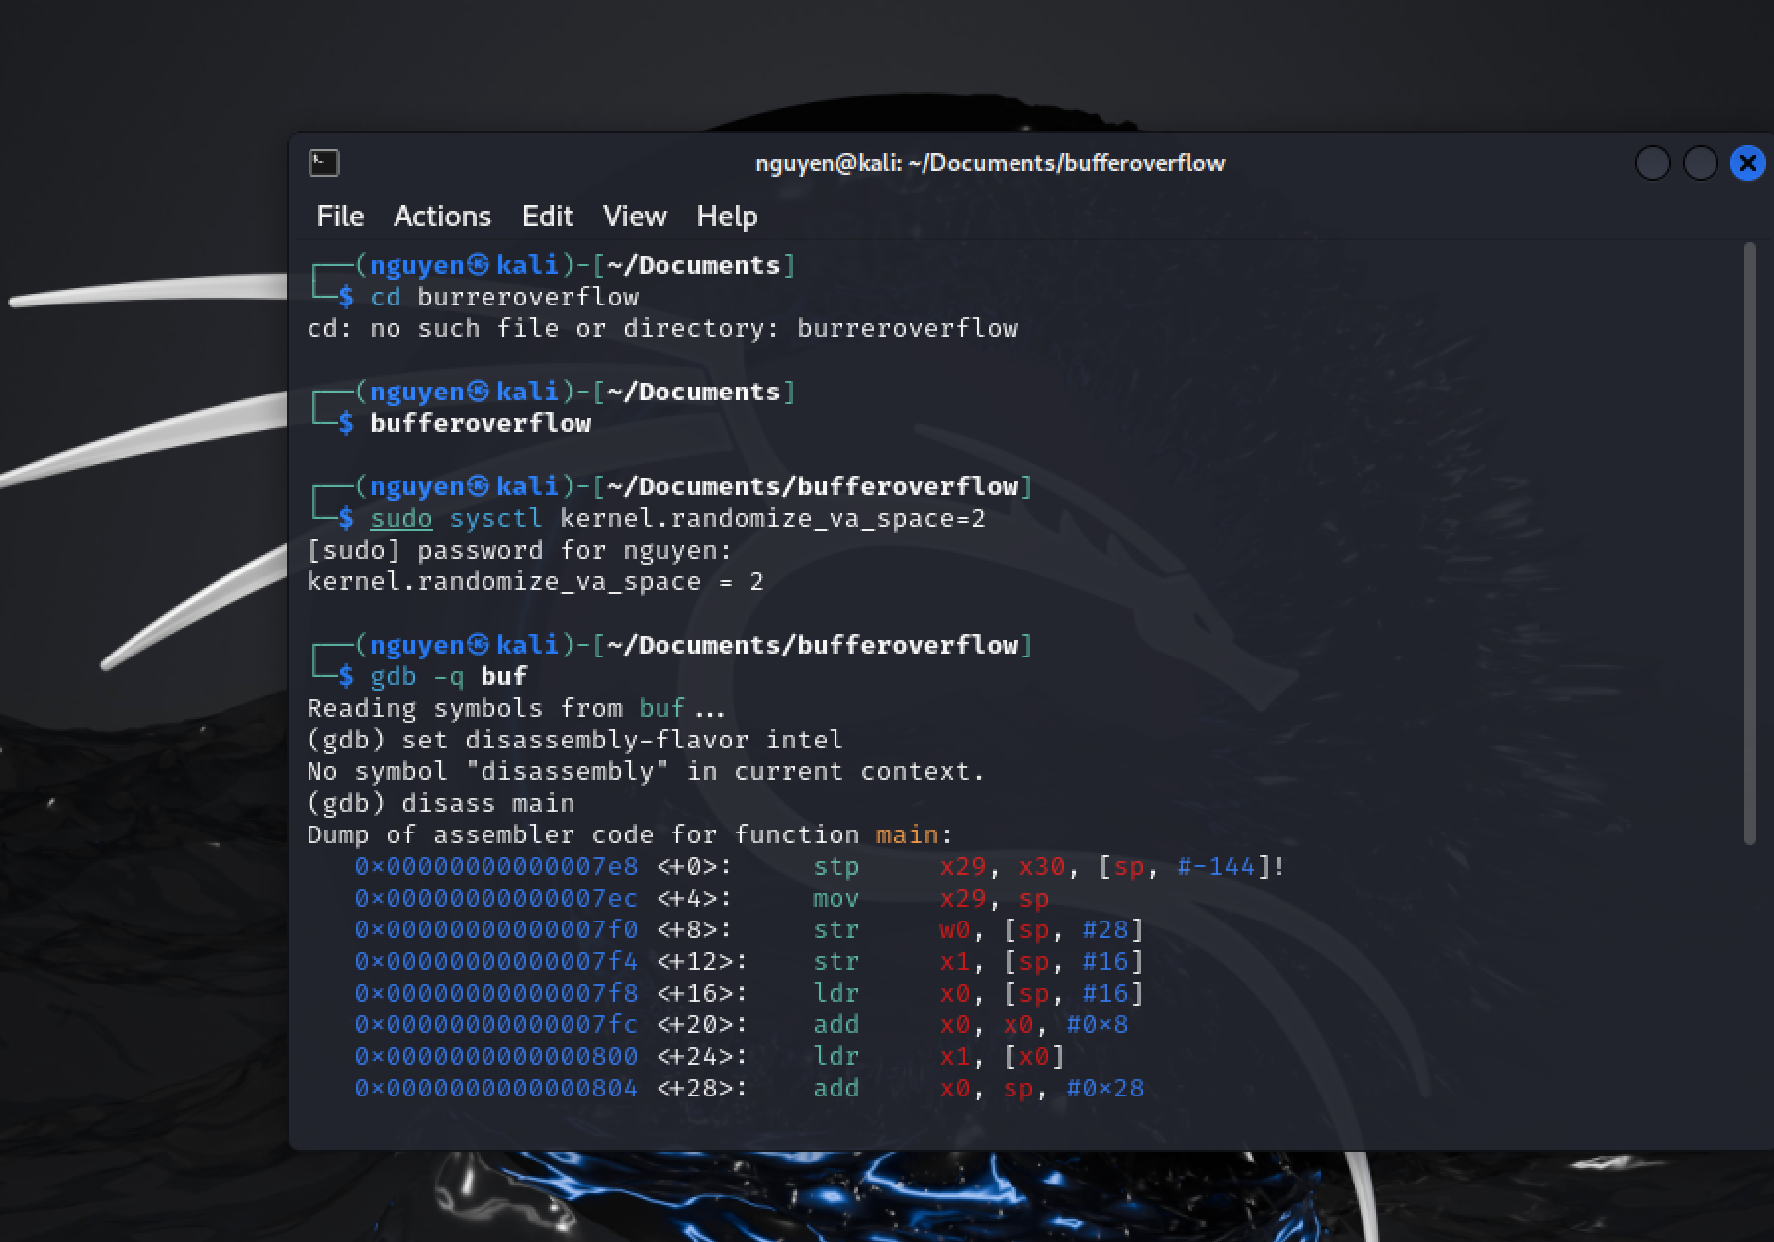 nguyen@kali: ~/Documents/bufferoverflow
File Actions Edit View Help
┌──(nguyen㉿kali)-[~/Documents]
└─$ cd burreroverflow
cd: no such file or directory: burreroverflow
┌──(nguyen㉿kali)-[~/Documents]
└─$ bufferoverflow
┌──(nguyen㉿kali)-[~/Documents/bufferoverflow]
└─$ sudo sysctl kernel.randomize_va_space=2
[sudo] password for nguyen:
kernel.randomize_va_space = 2
┌──(nguyen㉿kali)-[~/Documents/bufferoverflow]
└─$ gdb -q buf
Reading symbols from buf...
(gdb) set disassembly-flavor intel
No symbol "disassembly" in current context.
(gdb) disass main
Dump of assembler code for function main:
0x00000000000007e8 <+0>: stp x29, x30, [sp, #-144]!
0x00000000000007ec <+4>: mov x29, sp
0x00000000000007f0 <+8>: str w0, [sp, #28]
0x00000000000007f4 <+12>: str x1, [sp, #16]
0x00000000000007f8 <+16>: ldr x0, [sp, #16]
0x00000000000007fc <+20>: add x0, x0, #0x8
0x0000000000000800 <+24>: ldr x1, [x0]
0x0000000000000804 <+28>: add x0, sp, #0x28